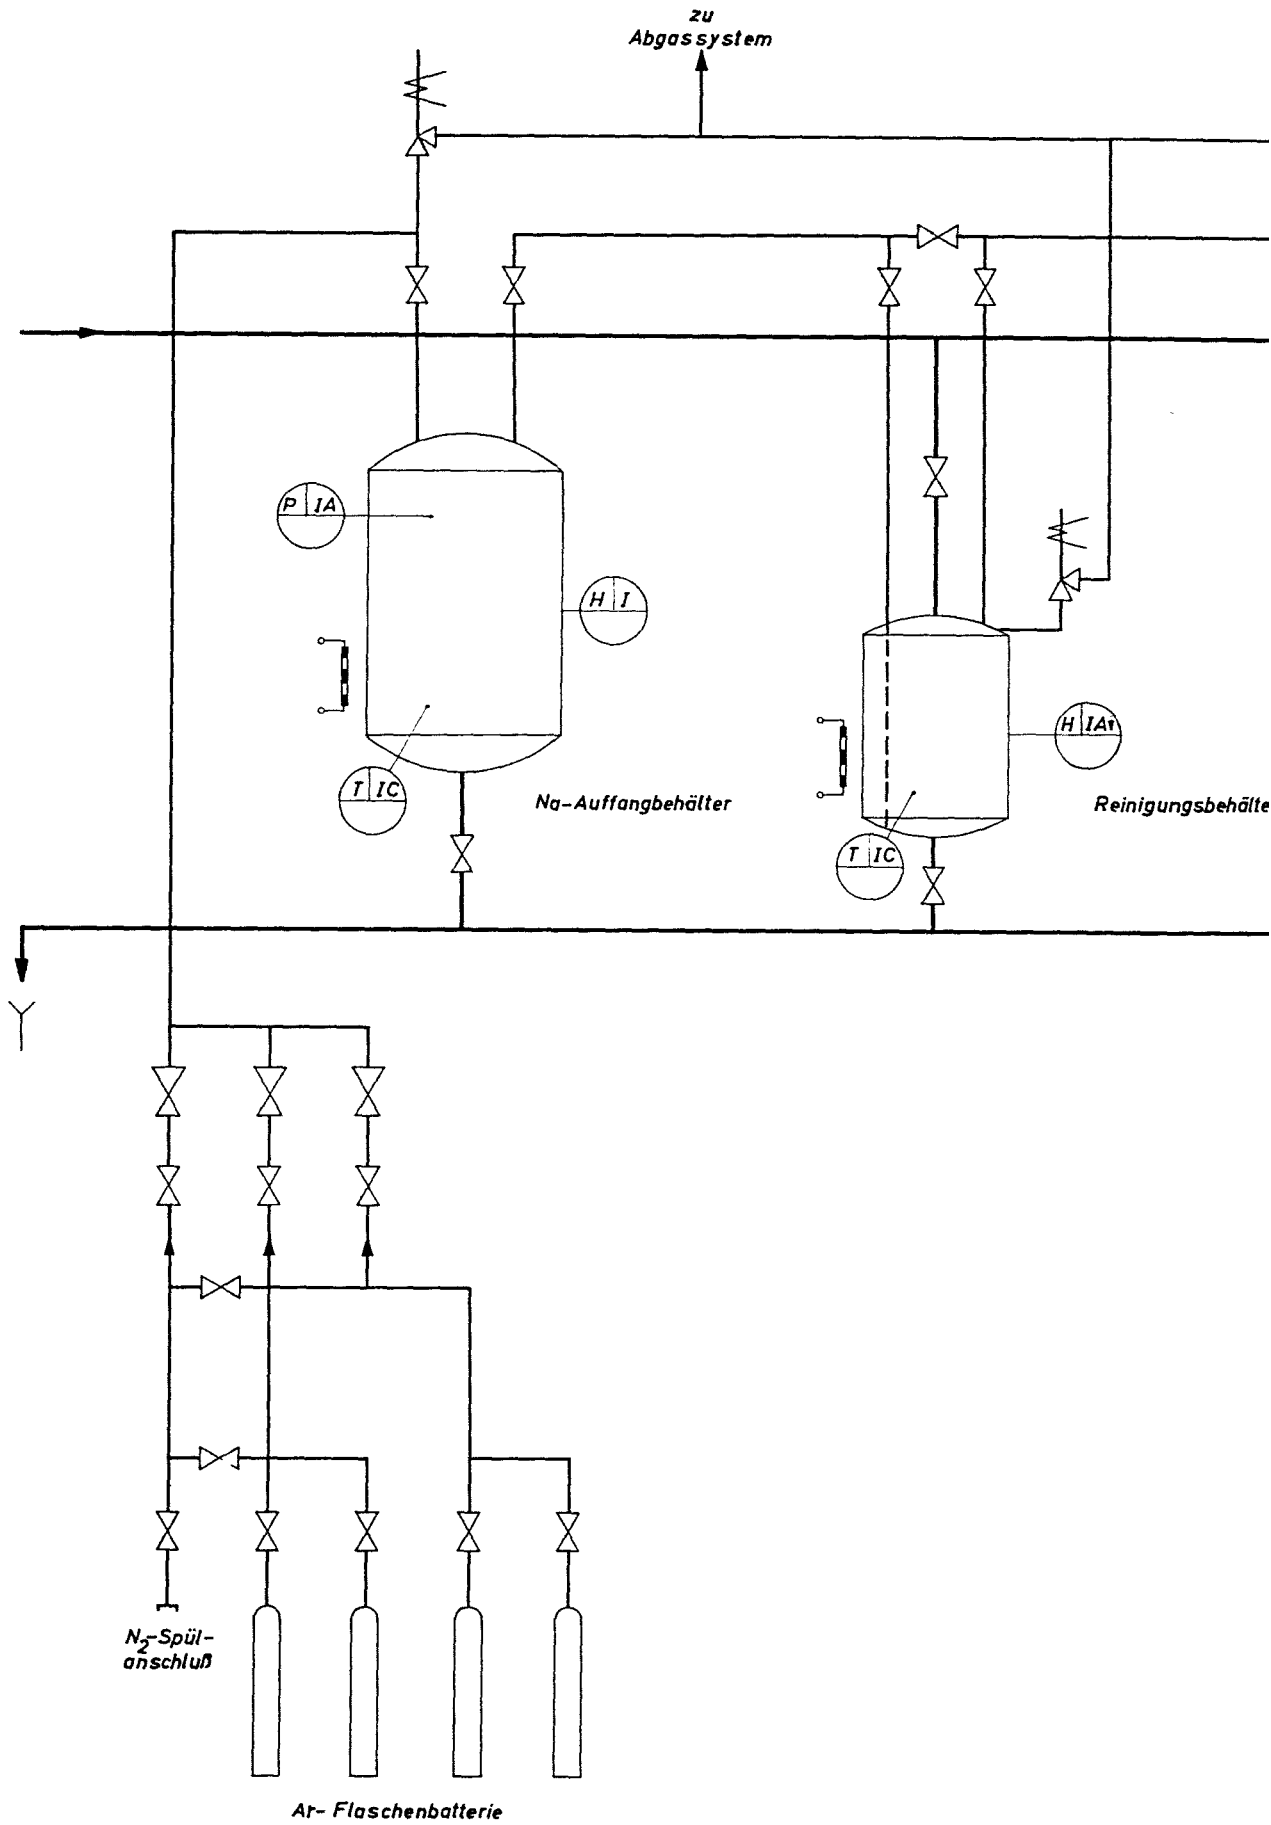 zu
Abgassystem
P IA
H I
T IC
Na-Auffangbehälter
H IA
Reinigungsbehälte
T IC
N2-Spül-
anschluß
Ar-Flaschenbatterie